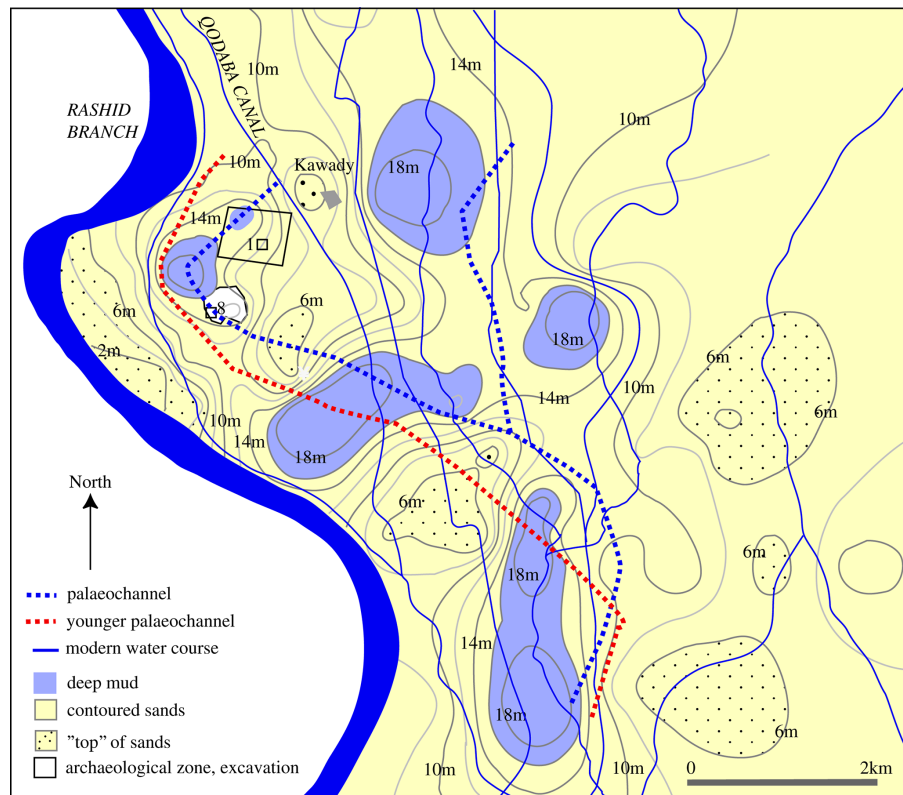 QODABA CANAL
10m
14m
RASHID
BRANCH
10m
10m
Kawady
18m
14m
1
8
6m
6m
2m
18m
6m
10m
6m
10m
14m
14m
18m
6m
6m
North
18m
palaeochannel
younger palaeochannel
14m
modern water course
deep mud
18m
contoured sands
"top" of sands
6m
archaeological zone, excavation
10m
10m
0
2km